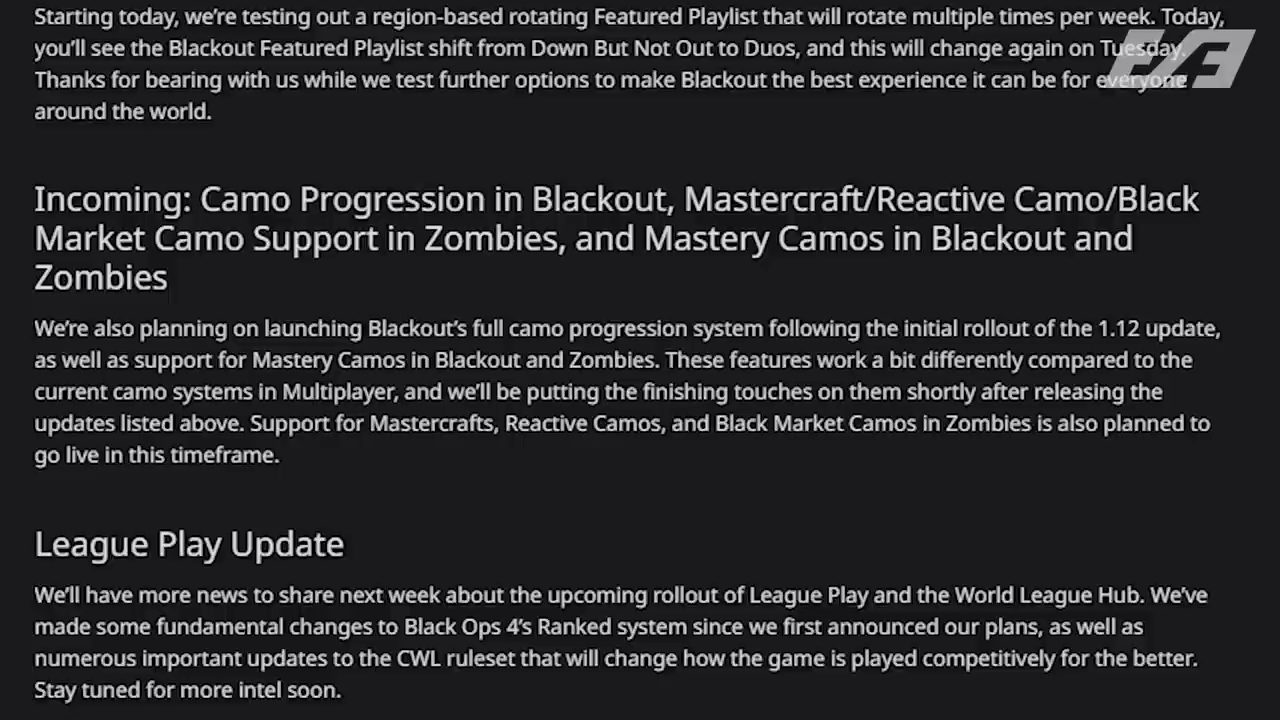 Starting today, we're testing out a region-based rotating Featured Playlist that will rotate multiple times per week. Today,
you'll see the Blackout Featured Playlist shift from Down But Not Out to Duos, and this will change again on Tuesday.
Thanks for bearing with us while we test further options to make Blackout the best experience it can be for everyone
around the world.
Incoming: Camo Progression in Blackout, Mastercraft/Reactive Camo/Black
Market Camo Support in Zombies, and Mastery Camos in Blackout and
Zombies
We're also planning on launching Blackout's full camo progression system following the initial rollout of the 1.12 update,
as well as support for Mastery Camos in Blackout and Zombies. These features work a bit differently compared to the
current camo systems in Multiplayer, and we'll be putting the finishing touches on them shortly after releasing the
updates listed above. Support for Mastercrafts, Reactive Camos, and Black Market Camos in Zombies is also planned to
go live in this timeframe.
League Play Update
We'll have more news to share next week about the upcoming rollout of League Play and the World League Hub. We've
made some fundamental changes to Black Ops 4's Ranked system since we first announced our plans, as well as
numerous important updates to the CWL ruleset that will change how the game is played competitively for the better.
Stay tuned for more intel soon.